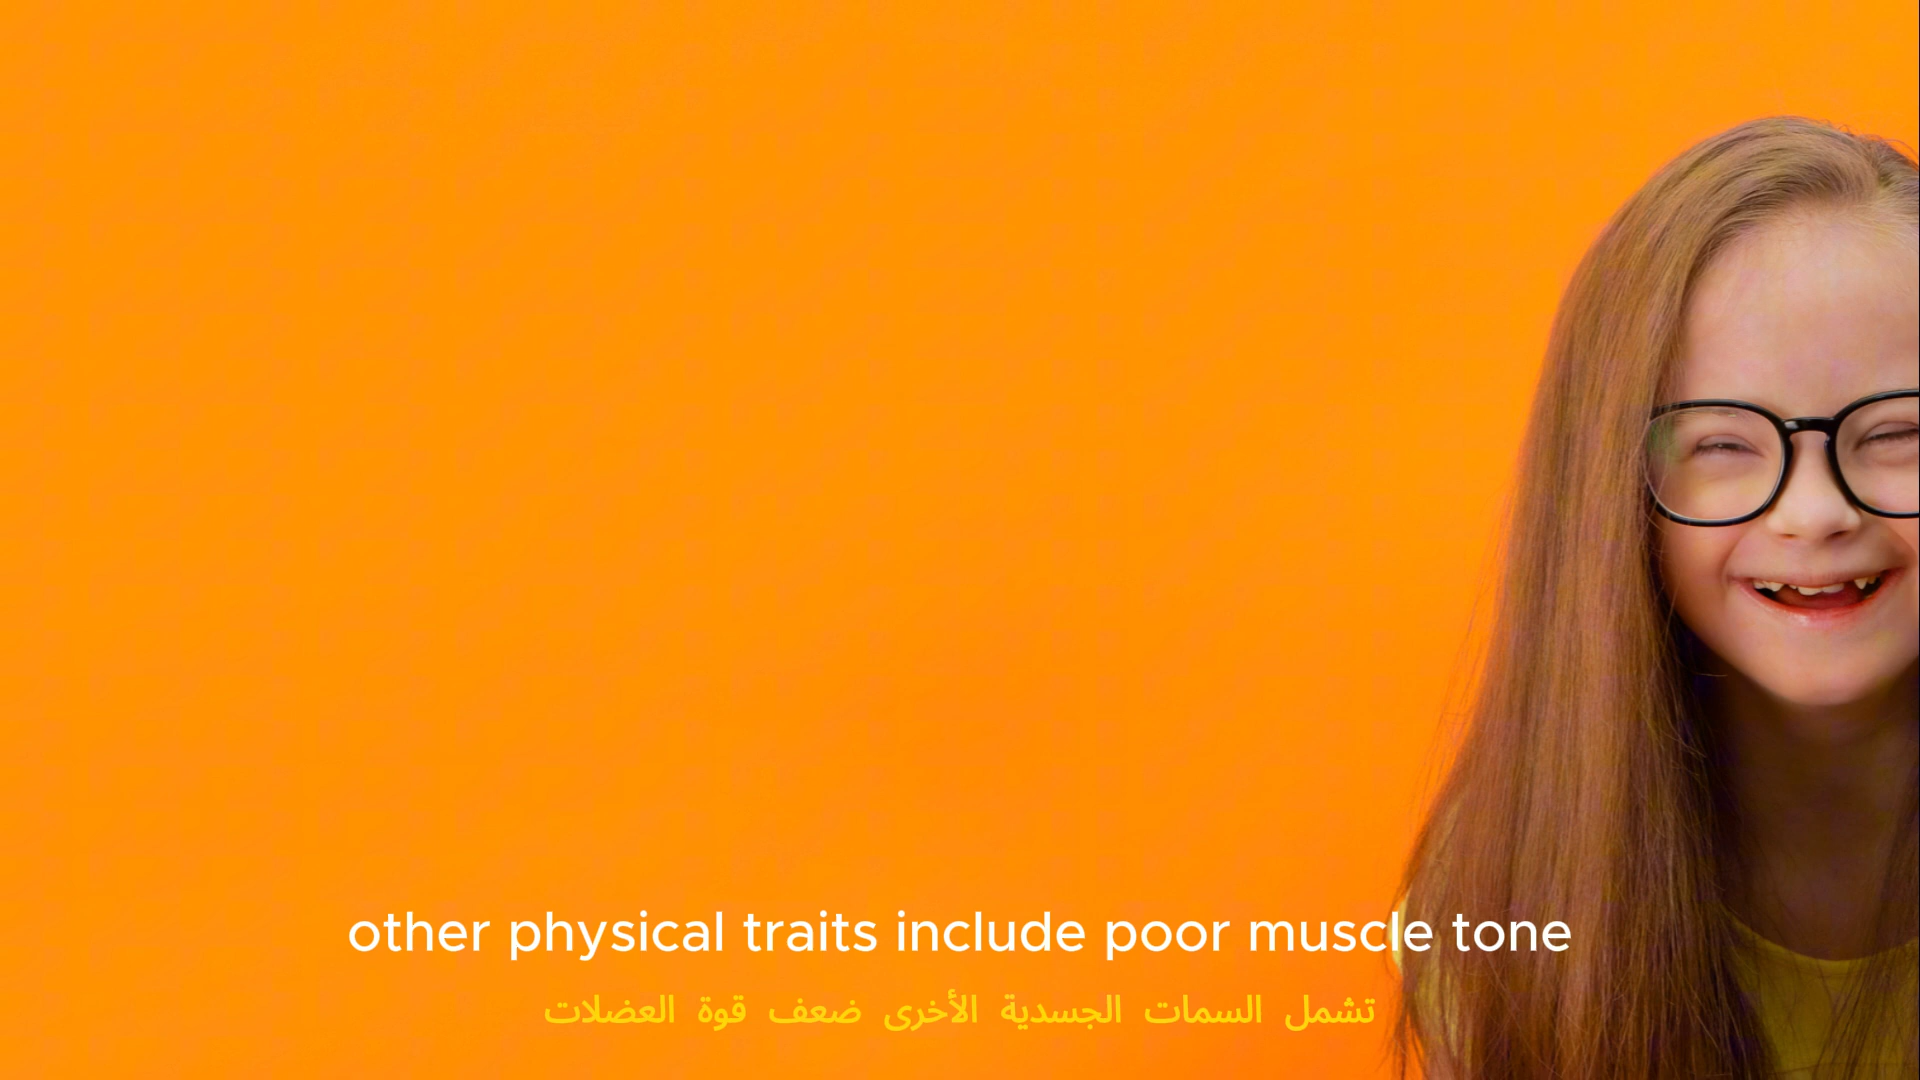 other physical traits include poor muscle tone
تشمل السمات الجسدية الأخرى ضعف قوة العضلات